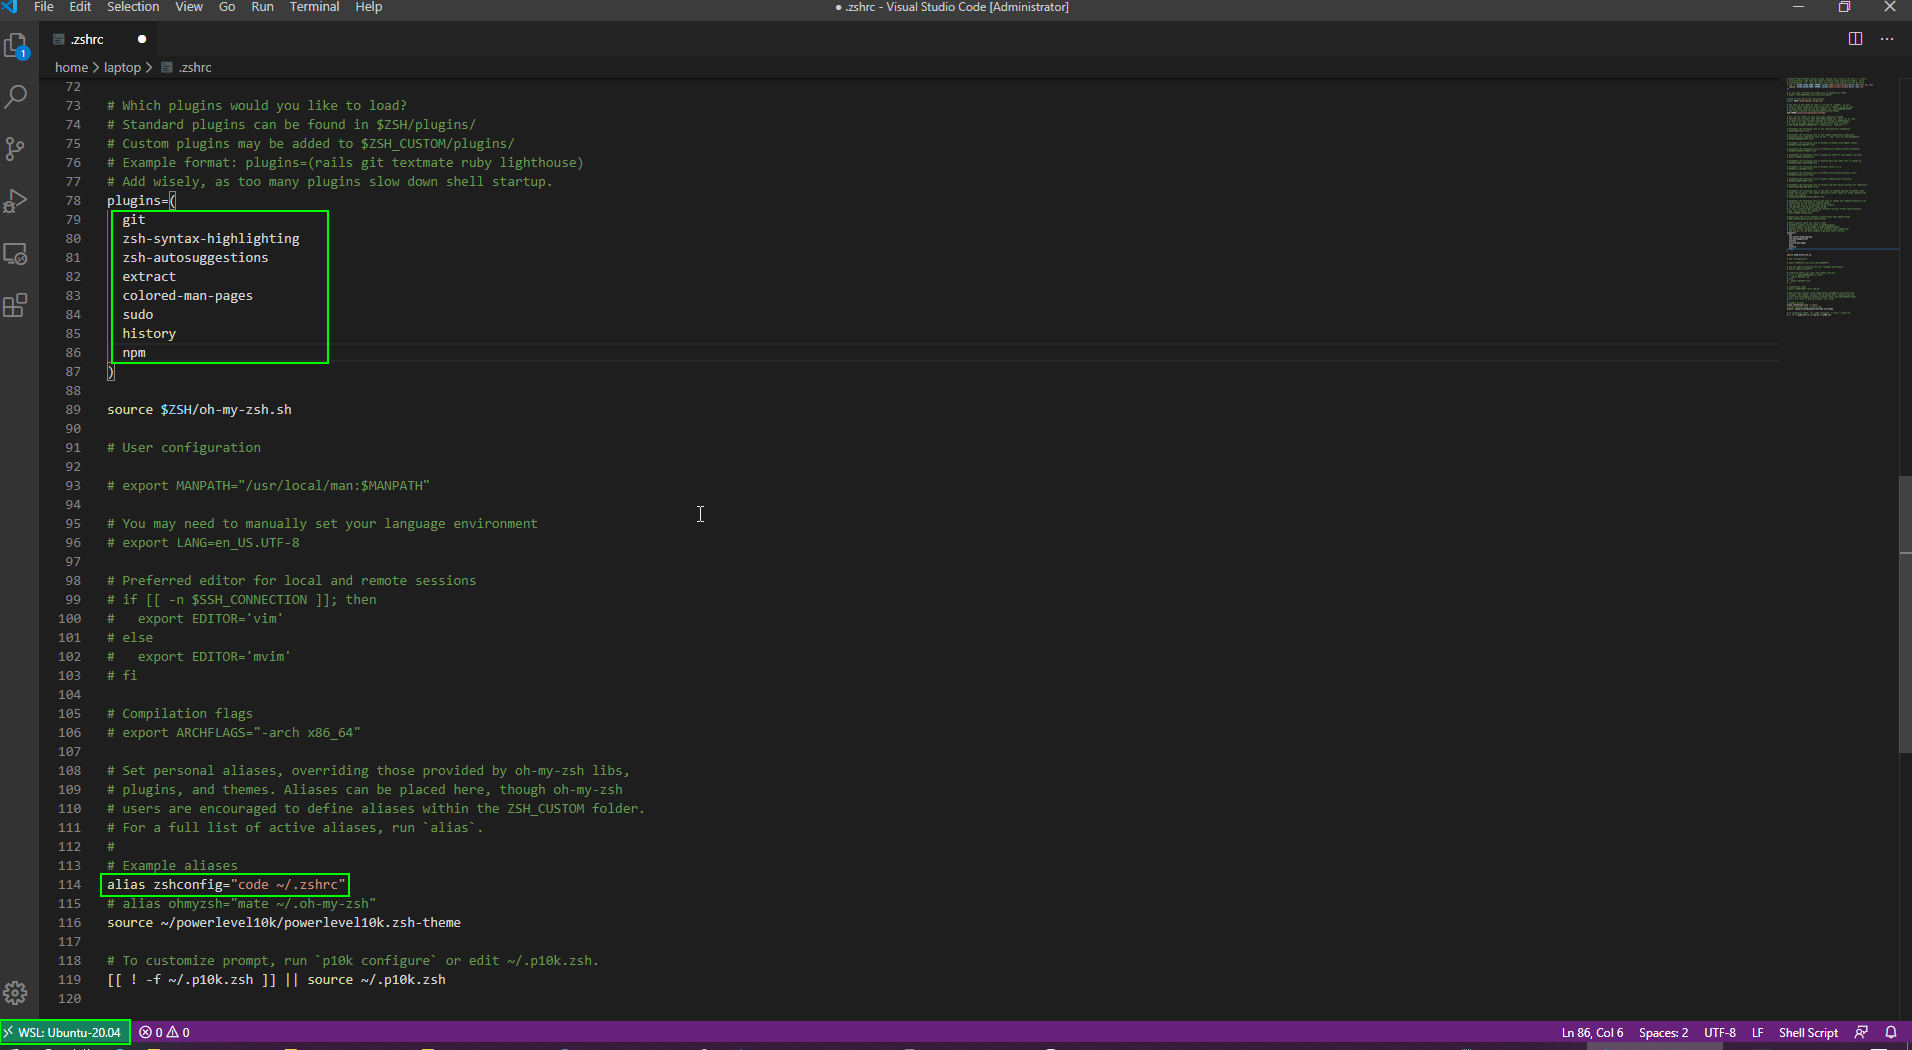 File Edit Selection View Go Run Terminal Help
● .zshrc - Visual Studio Code [Administrator]
1
.zshrc ●
home > laptop > .zshrc
72
73 # Which plugins would you like to load?
74 # Standard plugins can be found in $ZSH/plugins/
75 # Custom plugins may be added to $ZSH_CUSTOM/plugins/
76 # Example format: plugins=(rails git textmate ruby lighthouse)
77 # Add wisely, as too many plugins slow down shell startup.
78 plugins=(
79 git
80 zsh-syntax-highlighting
81 zsh-autosuggestions
82 extract
83 colored-man-pages
84 sudo
85 history
86 npm
87 )
88
89 source $ZSH/oh-my-zsh.sh
90
91 # User configuration
92
93 # export MANPATH="/usr/local/man:$MANPATH"
94
95 # You may need to manually set your language environment
96 # export LANG=en_US.UTF-8
97
98 # Preferred editor for local and remote sessions
99 # if [[ -n $SSH_CONNECTION ]]; then
100 #   export EDITOR='vim'
101 # else
102 #   export EDITOR='mvim'
103 # fi
104
105 # Compilation flags
106 # export ARCHFLAGS="-arch x86_64"
107
108 # Set personal aliases, overriding those provided by oh-my-zsh libs,
109 # plugins, and themes. Aliases can be placed here, though oh-my-zsh
110 # users are encouraged to define aliases within the ZSH_CUSTOM folder.
111 # For a full list of active aliases, run `alias`.
112 #
113 # Example aliases
114 alias zshconfig="code ~/.zshrc"
115 # alias ohmyzsh="mate ~/.oh-my-zsh"
116 source ~/powerlevel10k/powerlevel10k.zsh-theme
117
118 # To customize prompt, run `p10k configure` or edit ~/.p10k.zsh.
119 [[ ! -f ~/.p10k.zsh ]] || source ~/.p10k.zsh
120
WSL: Ubuntu-20.04 0 0 Ln 86, Col 6 Spaces: 2 UTF-8 LF Shell Script